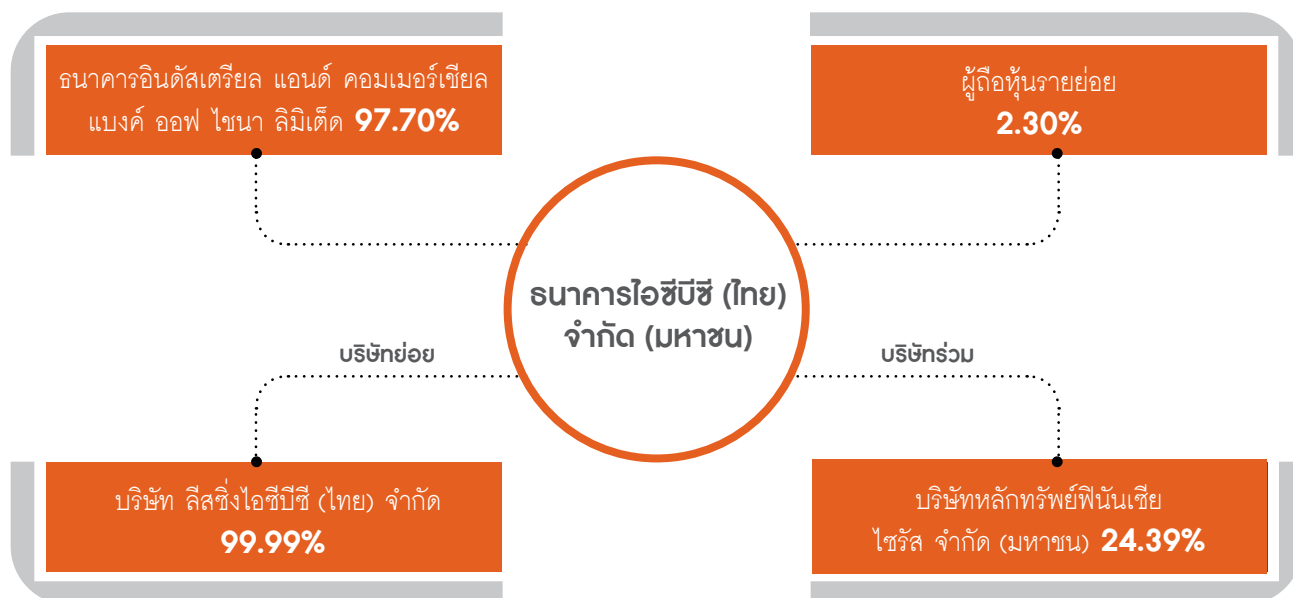 ธนาคารอินดัสเตรียล แอนด์ คอมเมอร์เชียล
แบงค์ ออฟ ไชนา ลิมิเต็ด 97.70%
ผู้ถือหุ้นรายย่อย
2.30%
ธนาคารไอซีบีซี (ไทย)
จำกัด (มหาชน)
บริษัทย่อย
บริษัทร่วม
บริษัท ลีสซิ่งไอซีบีซี (ไทย) จำกัด
99.99%
บริษัทหลักทรัพย์ฟินันเซีย
ไซรัส จำกัด (มหาชน) 24.39%